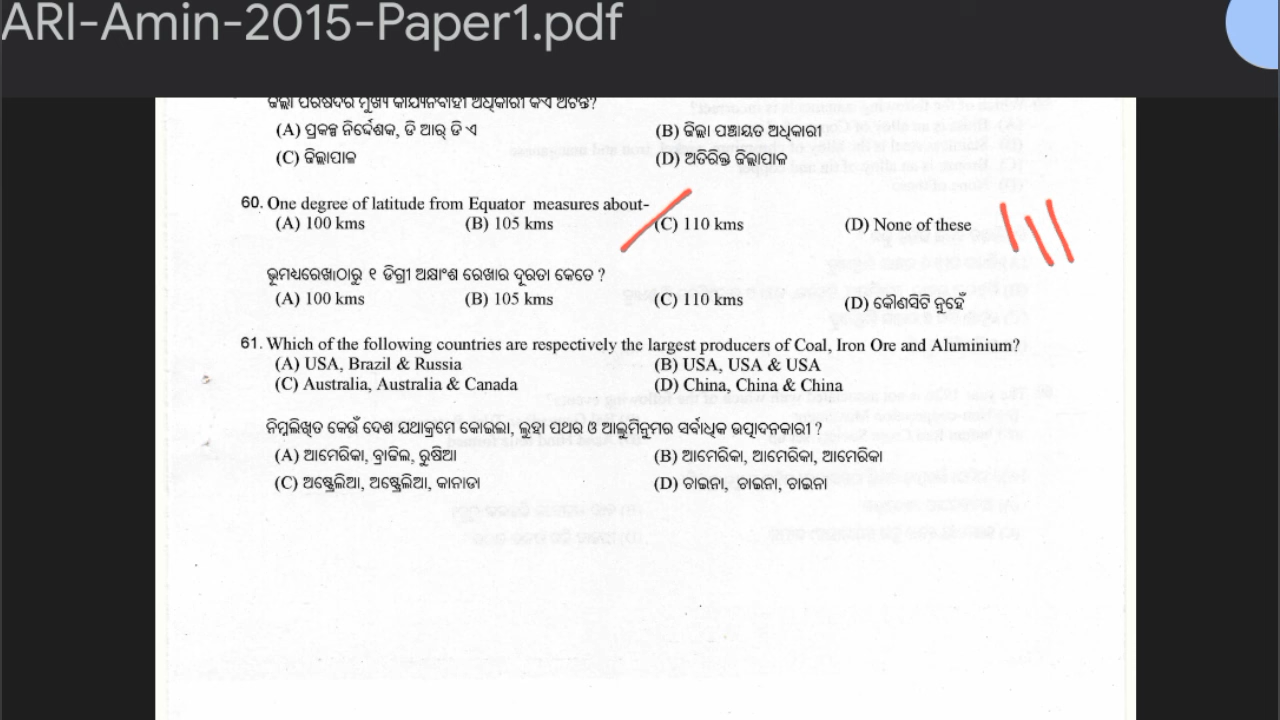 ARI-Amin-2015-Paper1.pdf
ଜିଲ୍ଲା ପରିଷଦର ମୁଖ୍ୟ କାର୍ଯ୍ୟନିର୍ବାହୀ ଅଧିକାରୀ କିଏ ଅଟନ୍ତି?
(A) ପ୍ରକଳ୍ପ ନିର୍ଦ୍ଦେଶକ, ଡି ଆର୍ ଡି ଏ (B) ଜିଲ୍ଲା ପଞ୍ଚାୟତ ଅଧିକାରୀ
(C) ଜିଲ୍ଲାପାଳ (D) ଅତିରିକ୍ତ ଜିଲ୍ଲାପାଳ
60. One degree of latitude from Equator measures about-
(A) 100 kms (B) 105 kms (C) 110 kms (D) None of these
ଭୂମଧ୍ୟରେଖାଠାରୁ ୧ ଡିଗ୍ରୀ ଅକ୍ଷାଂଶ ରେଖାର ଦୂରତା କେତେ ?
(A) 100 kms (B) 105 kms (C) 110 kms (D) କୌଣସିଟି ନୁହେଁ
61. Which of the following countries are respectively the largest producers of Coal, Iron Ore and Aluminium?
(A) USA, Brazil & Russia (B) USA, USA & USA
(C) Australia, Australia & Canada (D) China, China & China
ନିମ୍ନଲିଖିତ କେଉଁ ଦେଶ ଯଥାକ୍ରମେ କୋଇଲା, ଲୁହା ପଥର ଓ ଆଲୁମିନୁମର ସର୍ବାଧିକ ଉତ୍ପାଦନକାରୀ ?
(A) ଆମେରିକା, ବ୍ରାଜିଲ, ରୁଷିଆ (B) ଆମେରିକା, ଆମେରିକା, ଆମେରିକା
(C) ଅଷ୍ଟ୍ରେଲିଆ, ଅଷ୍ଟ୍ରେଲିଆ, କାନାଡା (D) ଚାଇନା, ଚାଇନା, ଚାଇନା